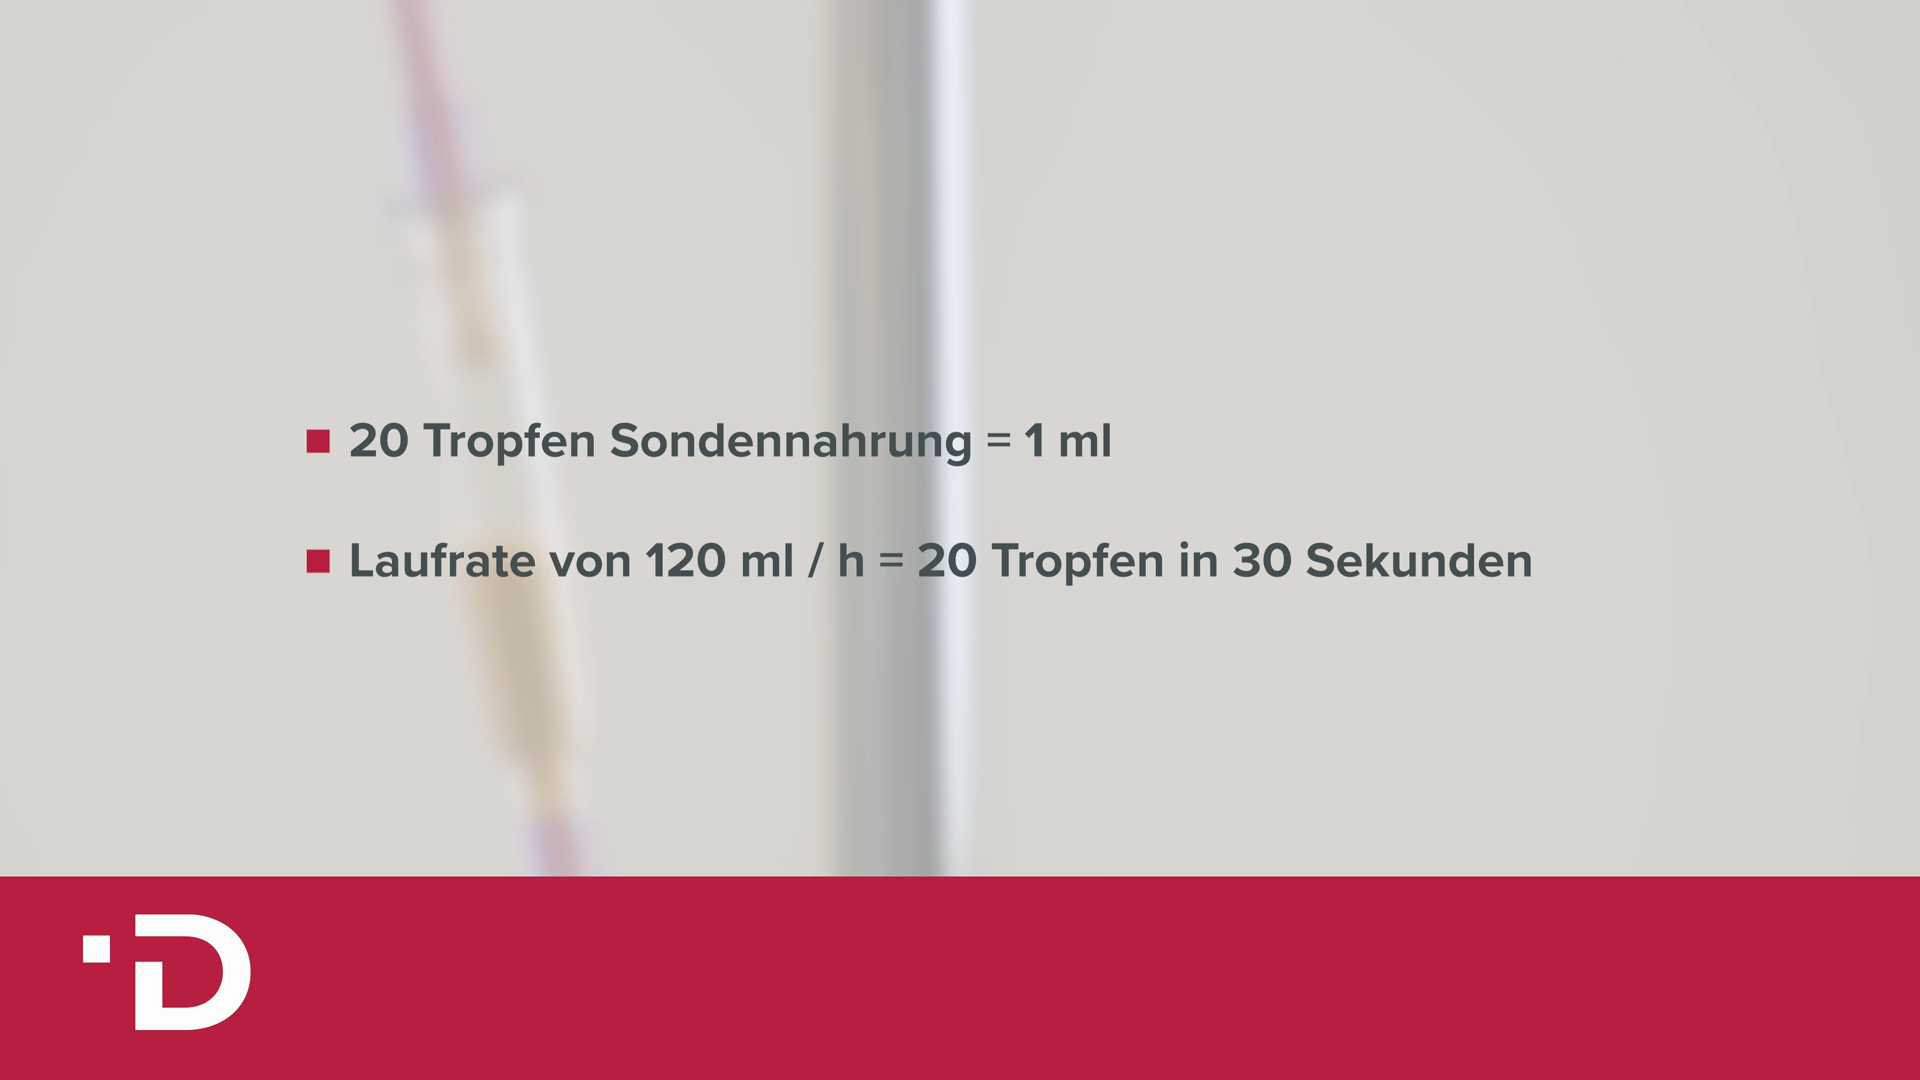 20 Tropfen Sondennahrung = 1 ml
Laufrate von 120 ml / h = 20 Tropfen in 30 Sekunden
D